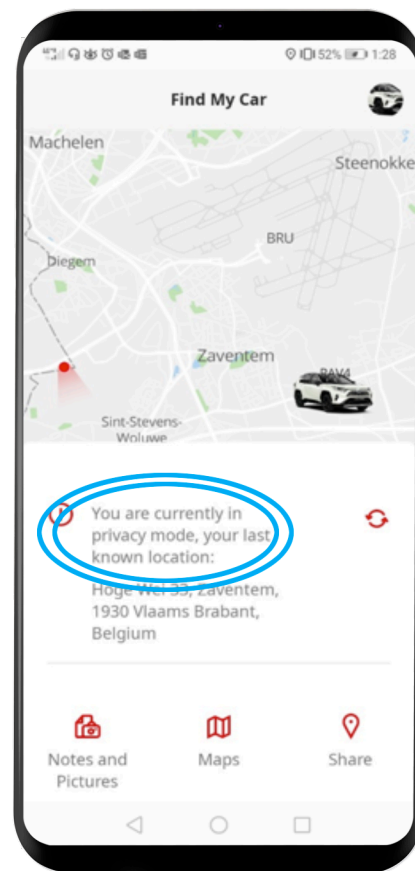 52% 1:28
Find My Car
Machelen
Steenokke
BRU
Diegem
Zaventem
RAV4
Sint-Stevens-
Woluwe
You are currently in
privacy mode, your last
known location:
Hoge Wei 33, Zaventem,
1930 Vlaams Brabant,
Belgium
Notes and
Pictures
Maps
Share